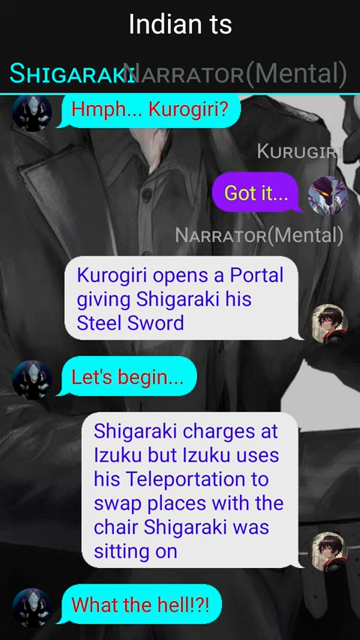 Indian ts
SHIGARAKI
NARRATOR(Mental)
Hmph... Kurogiri?
KURUGIRI
Got it...
NARRATOR(Mental)
Kurogiri opens a Portal
giving Shigaraki his
Steel Sword
Let's begin...
Shigaraki charges at
Izuku but Izuku uses
his Teleportation to
swap places with the
chair Shigaraki was
sitting on
What the hell!?!